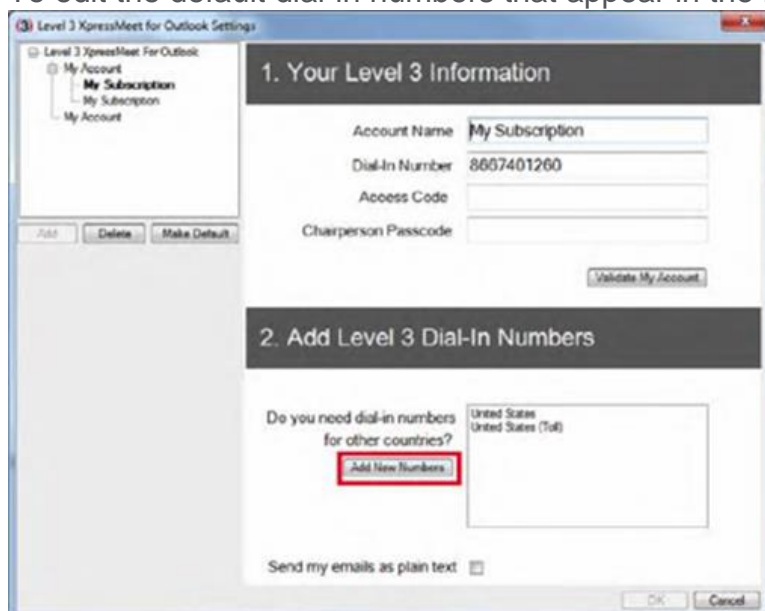 To edit the default dial-in numbers that appear in the
Level 3 XpressMeet for Outlook Settings
Level 3 XpressMeet For Outlook
My Account
My Subscription
My Subscription
My Account
Add Delete Make Default
1. Your Level 3 Information
Account Name My Subscription
Dial-In Number 8667401260
Access Code
Chairperson Passcode
Validate My Account
2. Add Level 3 Dial-In Numbers
Do you need dial-in numbers
for other countries?
Add New Numbers
United States
United States (Toll)
Send my emails as plain text
OK Cancel